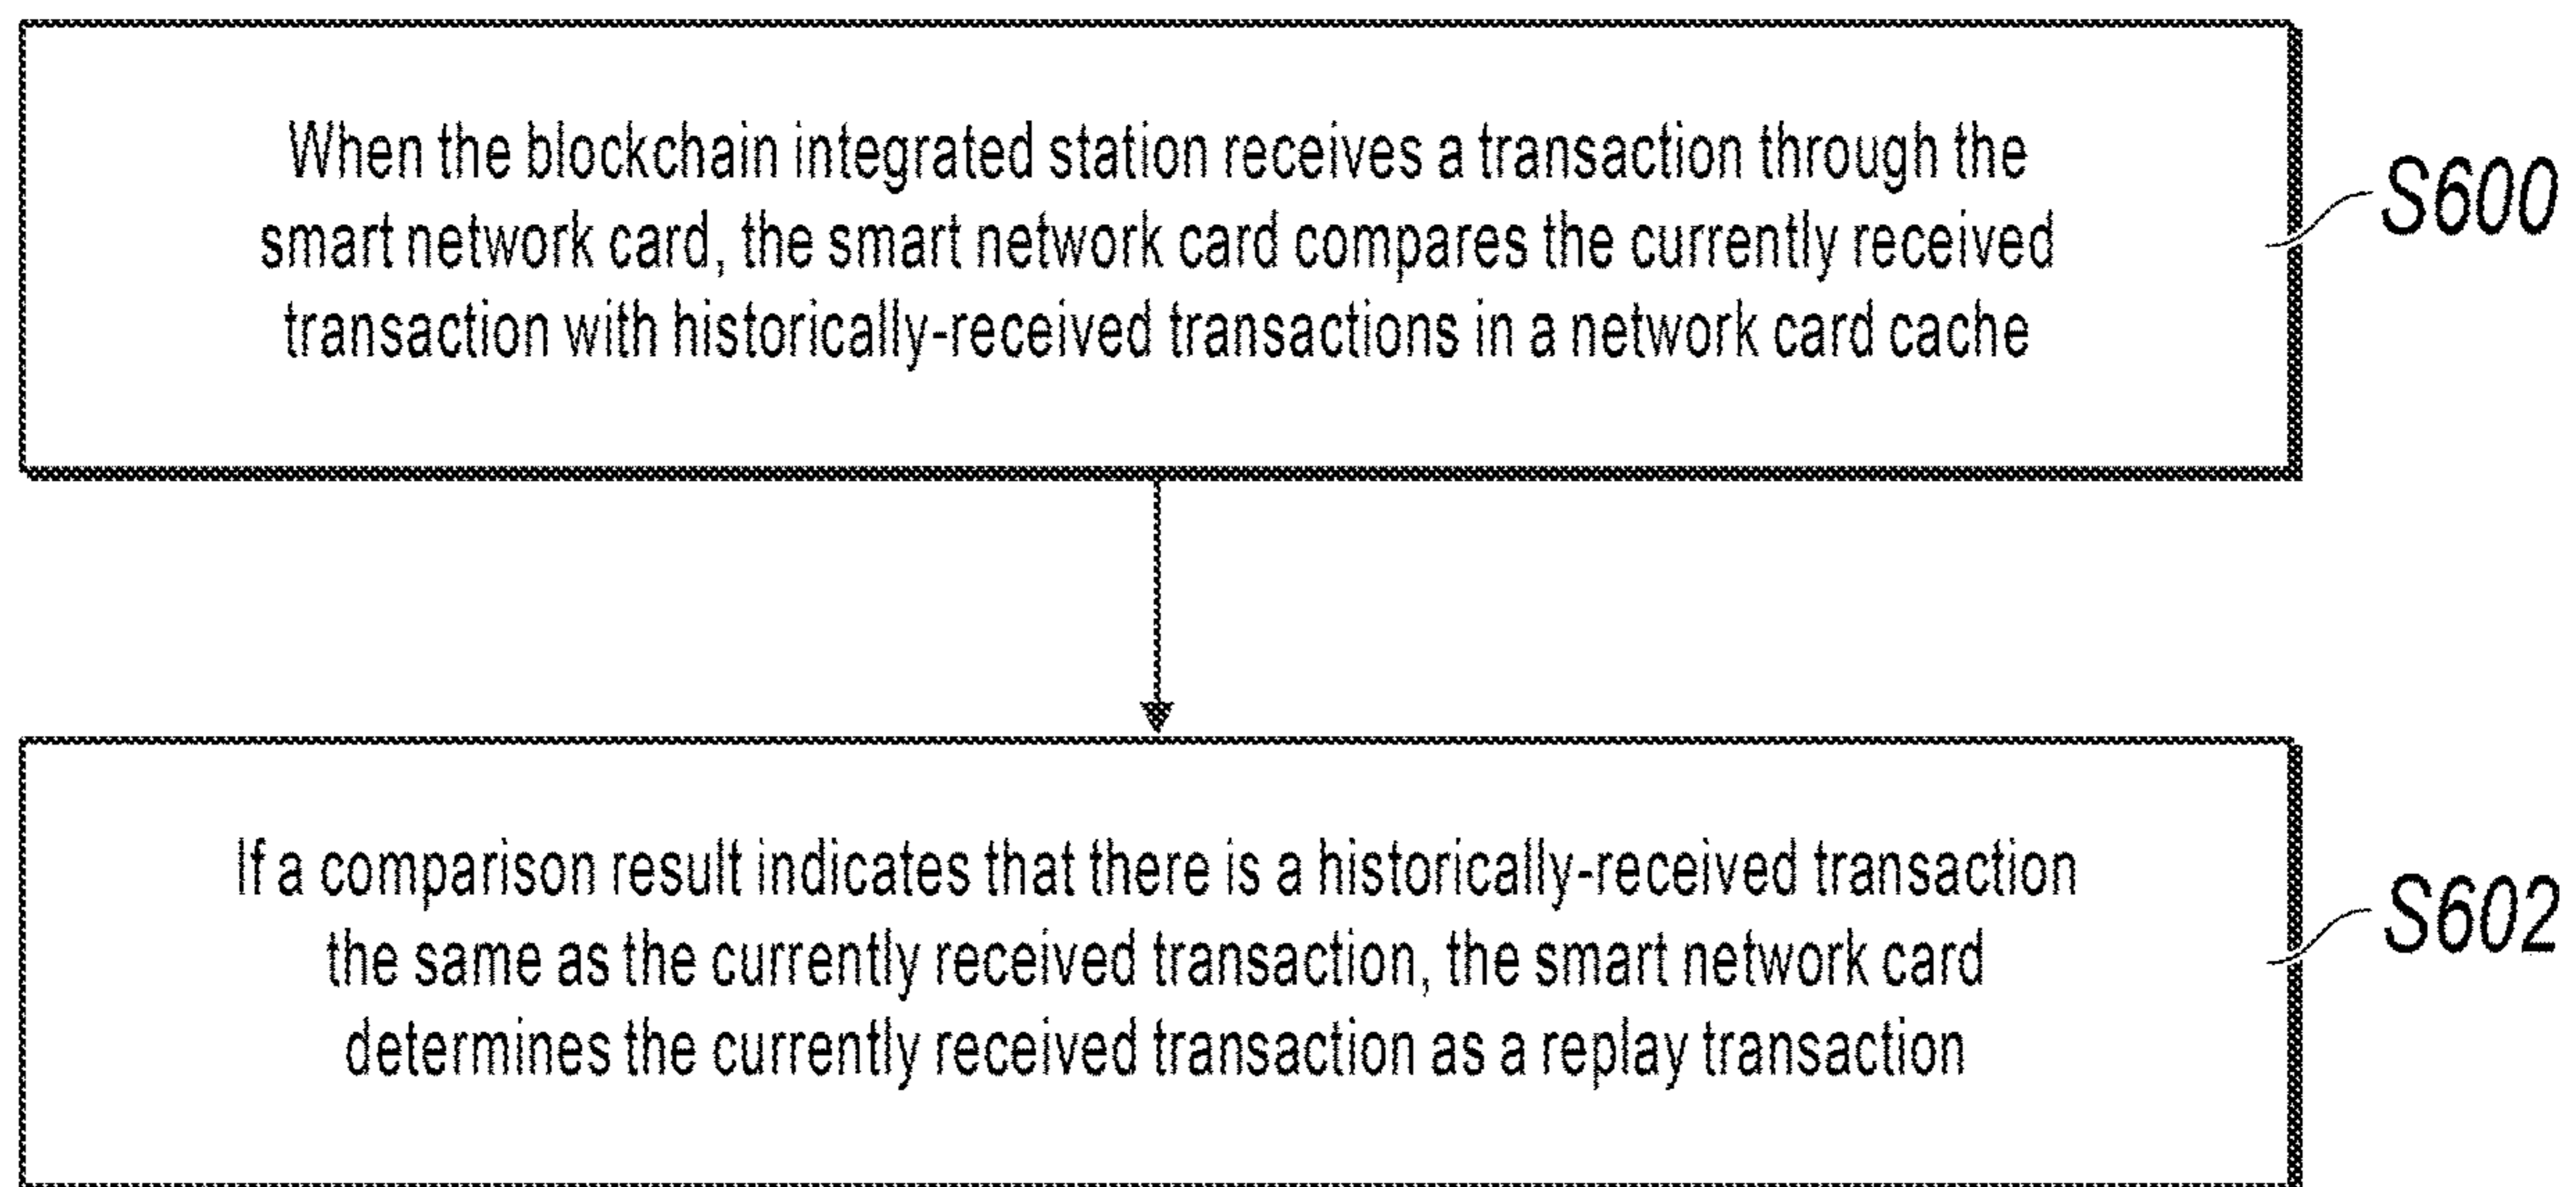 When the blockchain integrated station receives a transaction through the
smart network card, the smart network card compares the currently received
transaction with historically-received transactions in a network card cache
S600
If a comparison result indicates that there is a historically-received transaction
the same as the currently received transaction, the smart network card
determines the currently received transaction as a replay transaction
S602